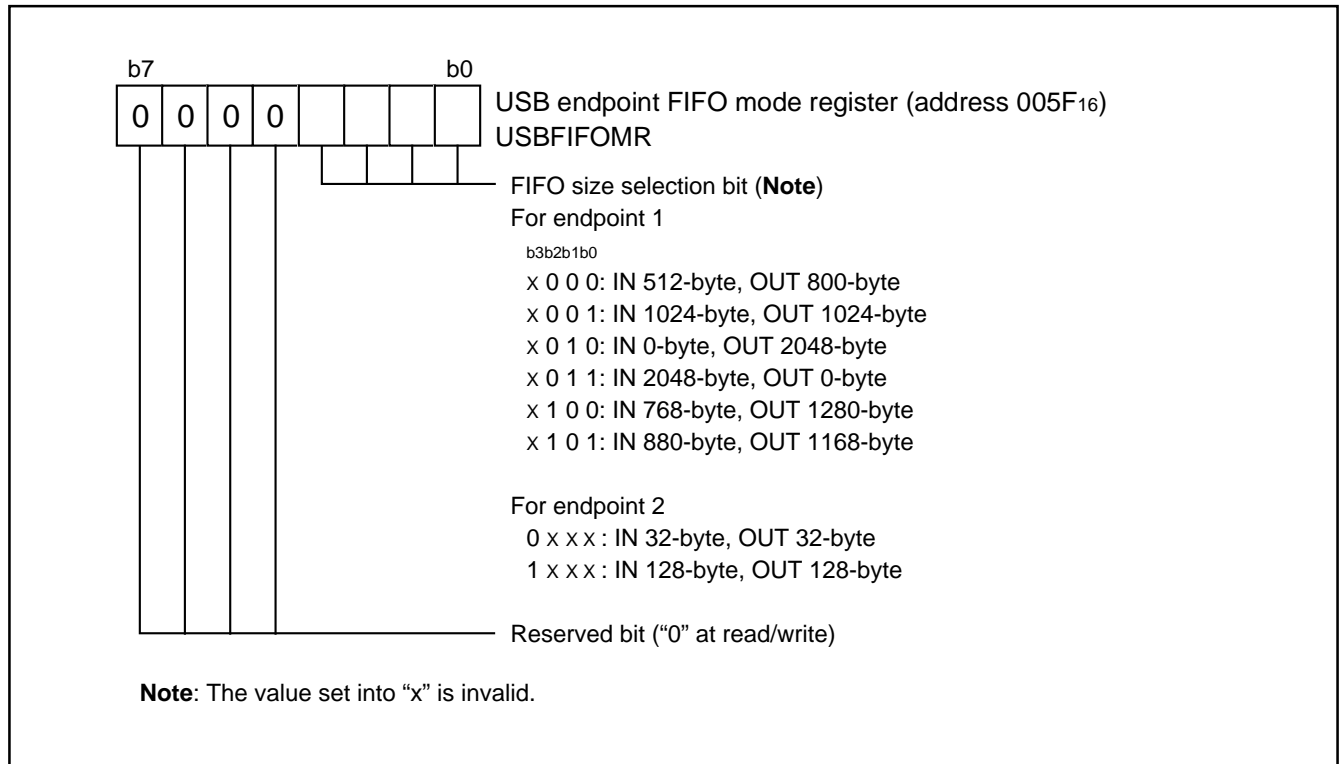 b7 b0
0 0 0 0 USB endpoint FIFO mode register (address 005F16)
USBFIFOMR
FIFO size selection bit (Note)
For endpoint 1
b3b2b1b0
x 0 0 0: IN 512-byte, OUT 800-byte
x 0 0 1: IN 1024-byte, OUT 1024-byte
x 0 1 0: IN 0-byte, OUT 2048-byte
x 0 1 1: IN 2048-byte, OUT 0-byte
x 1 0 0: IN 768-byte, OUT 1280-byte
x 1 0 1: IN 880-byte, OUT 1168-byte
For endpoint 2
0 x x x : IN 32-byte, OUT 32-byte
1 x x x : IN 128-byte, OUT 128-byte
Reserved bit (“0” at read/write)
Note: The value set into “x” is invalid.